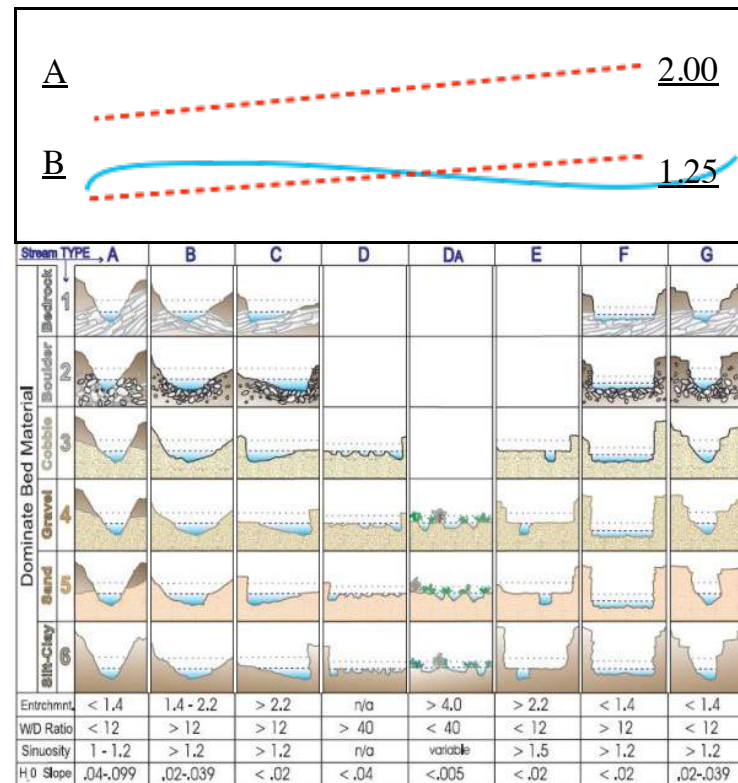 A 2.00
B 1.25
Stream TYPE A B C D DA E F G
Dominate Bed Material
Bedrock 1
Boulder 2
Cobble 3
Gravel 4
Sand 5
Silt-Clay 6
Entrchmnt. < 1.4 1.4 - 2.2 > 2.2 n/a > 4.0 > 2.2 < 1.4 < 1.4
W/D Ratio < 12 > 12 > 12 > 40 < 40 < 12 > 12 < 12
Sinuosity 1 - 1.2 > 1.2 > 1.2 n/a variable > 1.5 > 1.2 > 1.2
H 0 Slope .04-.099 .02-.039 < .02 < .04 <.005 < .02 < .02 .02-.039